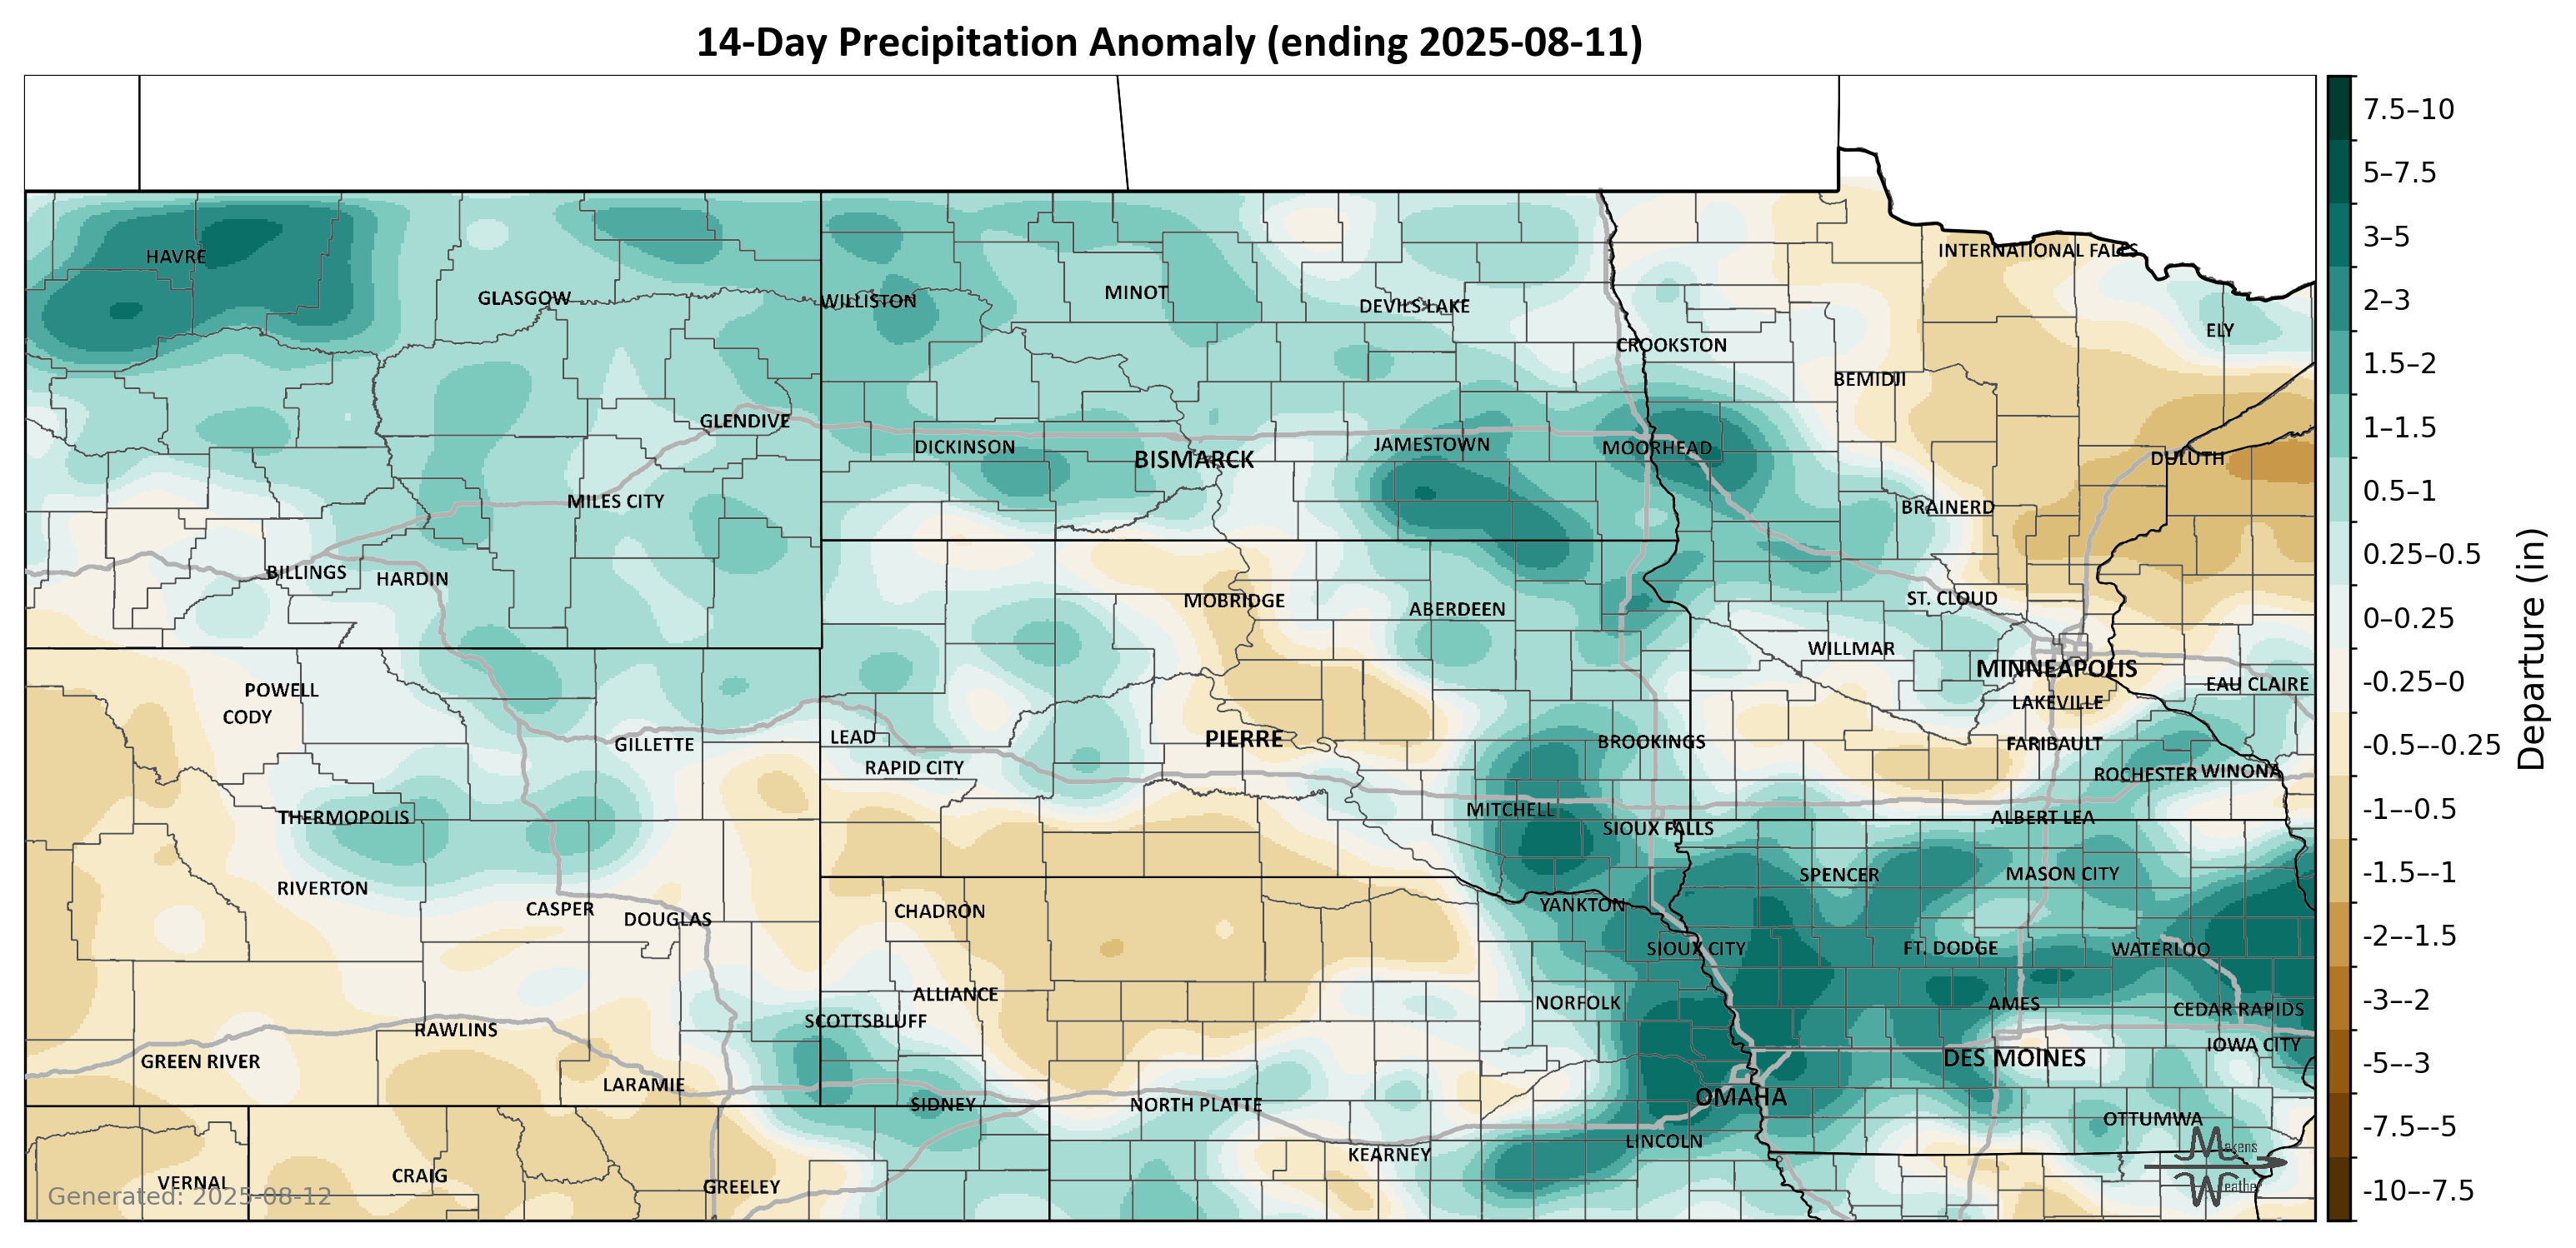 14-Day Precipitation Anomaly (ending 2025-08-11)
HAVRE
GLASGOW
WILLISTON
MINOT
DEVILS LAKE
INTERNATIONAL FALLS
ELY
CROOKSTON
BEMIDJI
GLENDIVE
DICKINSON
BISMARCK
JAMESTOWN
MOORHEAD
DULUTH
MILES CITY
BRAINERD
BILLINGS
HARDIN
MOBRIDGE
ABERDEEN
ST. CLOUD
WILLMAR
MINNEAPOLIS
EAU CLAIRE
POWELL
CODY
LAKEVILLE
GILLETTE
LEAD
PIERRE
BROOKINGS
FARIBAULT
RAPID CITY
ROCHESTER
WINONA
THERMOPOLIS
MITCHELL
SIOUX FALLS
ALBERT LEA
RIVERTON
SPENCER
MASON CITY
CASPER
DOUGLAS
CHADRON
YANKTON
SIOUX CITY
FT. DODGE
WATERLOO
ALLIANCE
NORFOLK
AMES
CEDAR RAPIDS
SCOTTSBLUFF
RAWLINS
IOWA CITY
GREEN RIVER
DES MOINES
LARAMIE
SIDNEY
NORTH PLATTE
OMAHA
OTTUMWA
LINCOLN
KEARNEY
VERNAL
CRAIG
GREELEY
Generated: 2025-08-12
Makens
Weather
7.5–10
5–7.5
3–5
2–3
1.5–2
1–1.5
0.5–1
0.25–0.5
0–0.25
-0.25–0
-0.5–-0.25
-1–-0.5
-1.5–-1
-2–-1.5
-3–-2
-5–-3
-7.5–-5
-10–-7.5
Departure (in)